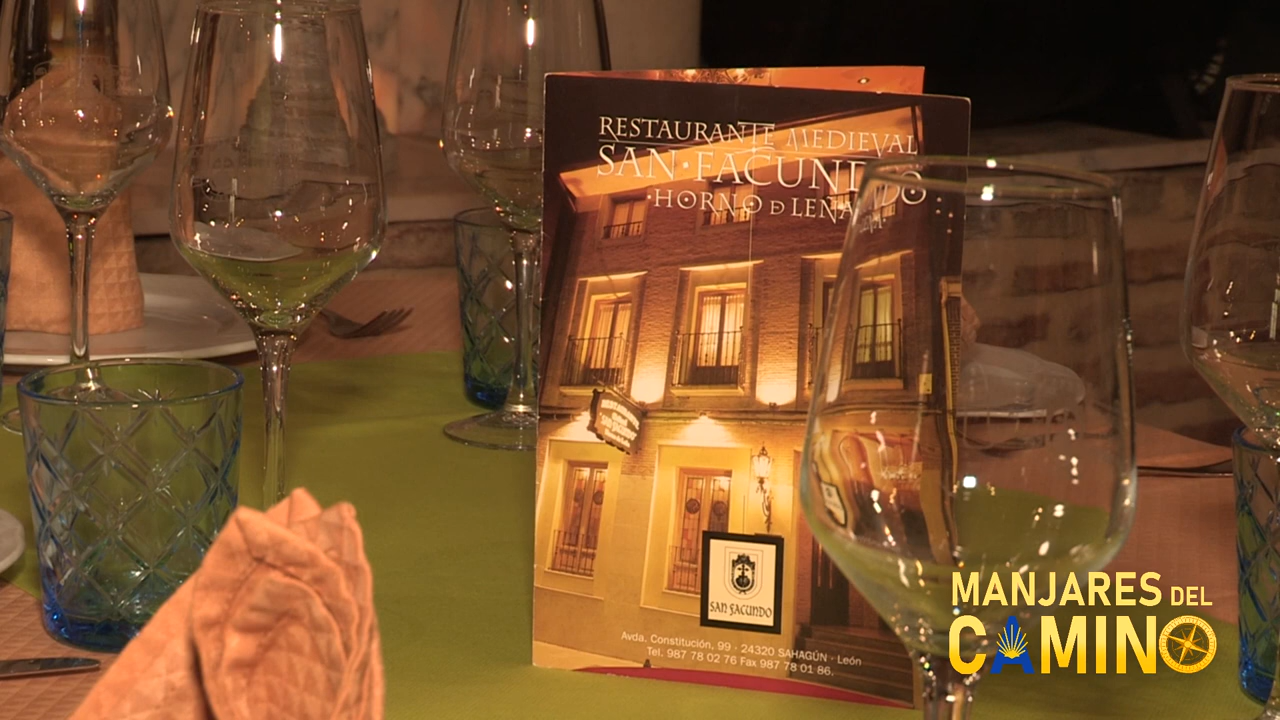 RESTAURANTE MEDIEVAL
SAN·FACUNDO
·HORNO D LEÑA·
SAN FACUNDO
Avda. Constitución, 99 · 24320 SAHAGÚN · León
Tel. 987 78 02 76 Fax 987 78 01 86.
MANJARES DEL
CAMINO